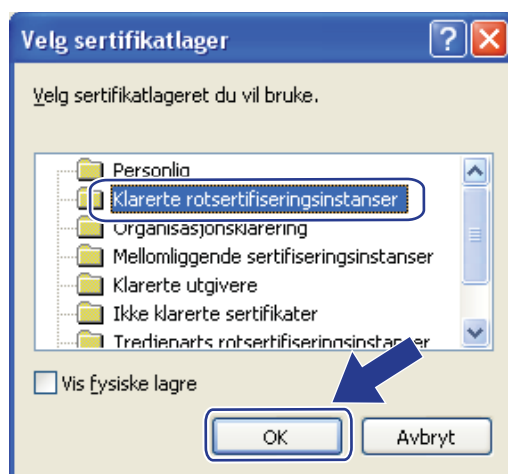 Velg sertifikatlager
Velg sertifikatlageret du vil bruke.
Personlig
Klarerte rotsertifiseringsinstanser
Organisasjonsklarering
Mellomliggende sertifiseringsinstanser
Klarerte utgivere
Ikke klarerte sertifikater
Tredjeparts rotsertifiseringsinstanser
Vis fysiske lagre
OK
Avbryt